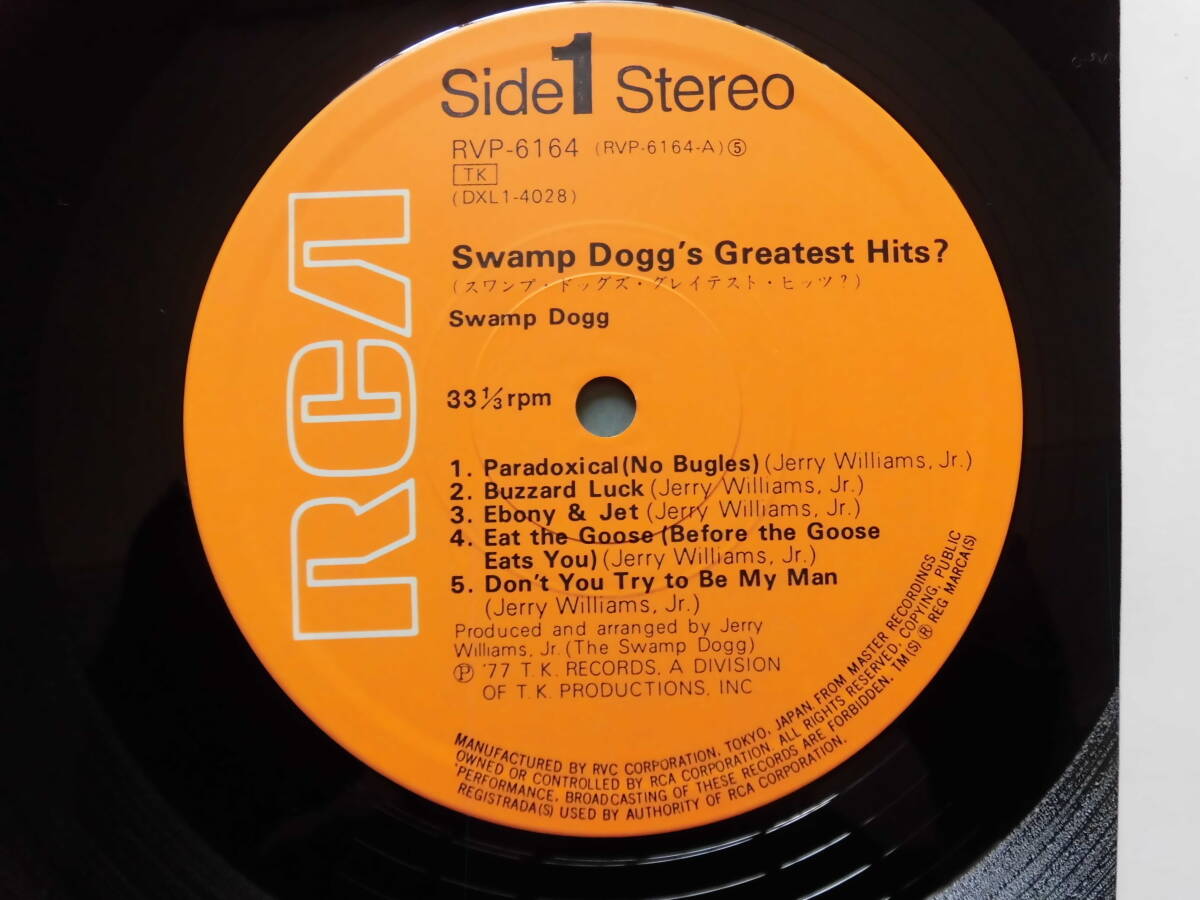 Side 1 Stereo
RVP-6164 (RVP-6164-A) ⑤
TK
(DXL1-4028)
RCA
Swamp Dogg's Greatest Hits?
(スワンプ・ドッグズ・グレイテスト・ヒッツ?)
Swamp Dogg
33 1/3 rpm
1. Paradoxical (No Bugles) (Jerry Williams, Jr.)
2. Buzzard Luck (Jerry Williams, Jr.)
3. Ebony & Jet (Jerry Williams, Jr.)
4. Eat the Goose (Before the Goose
Eats You) (Jerry Williams, Jr.)
5. Don't You Try to Be My Man
(Jerry Williams, Jr.)
Produced and arranged by Jerry
Williams, Jr. (The Swamp Dogg)
Ⓟ '77 T.K. RECORDS, A DIVISION
OF T.K. PRODUCTIONS, INC
MANUFACTURED BY RVC CORPORATION, TOKYO, JAPAN, FROM MASTER RECORDINGS
OWNED OR CONTROLLED BY RCA CORPORATION. ALL RIGHTS RESERVED, COPYING, PUBLIC
PERFORMANCE, BROADCASTING OF THESE RECORDS ARE FORBIDDEN. TM(S) ® REG MARCA(S)
REGISTRADA(S) USED BY AUTHORITY OF RCA CORPORATION.